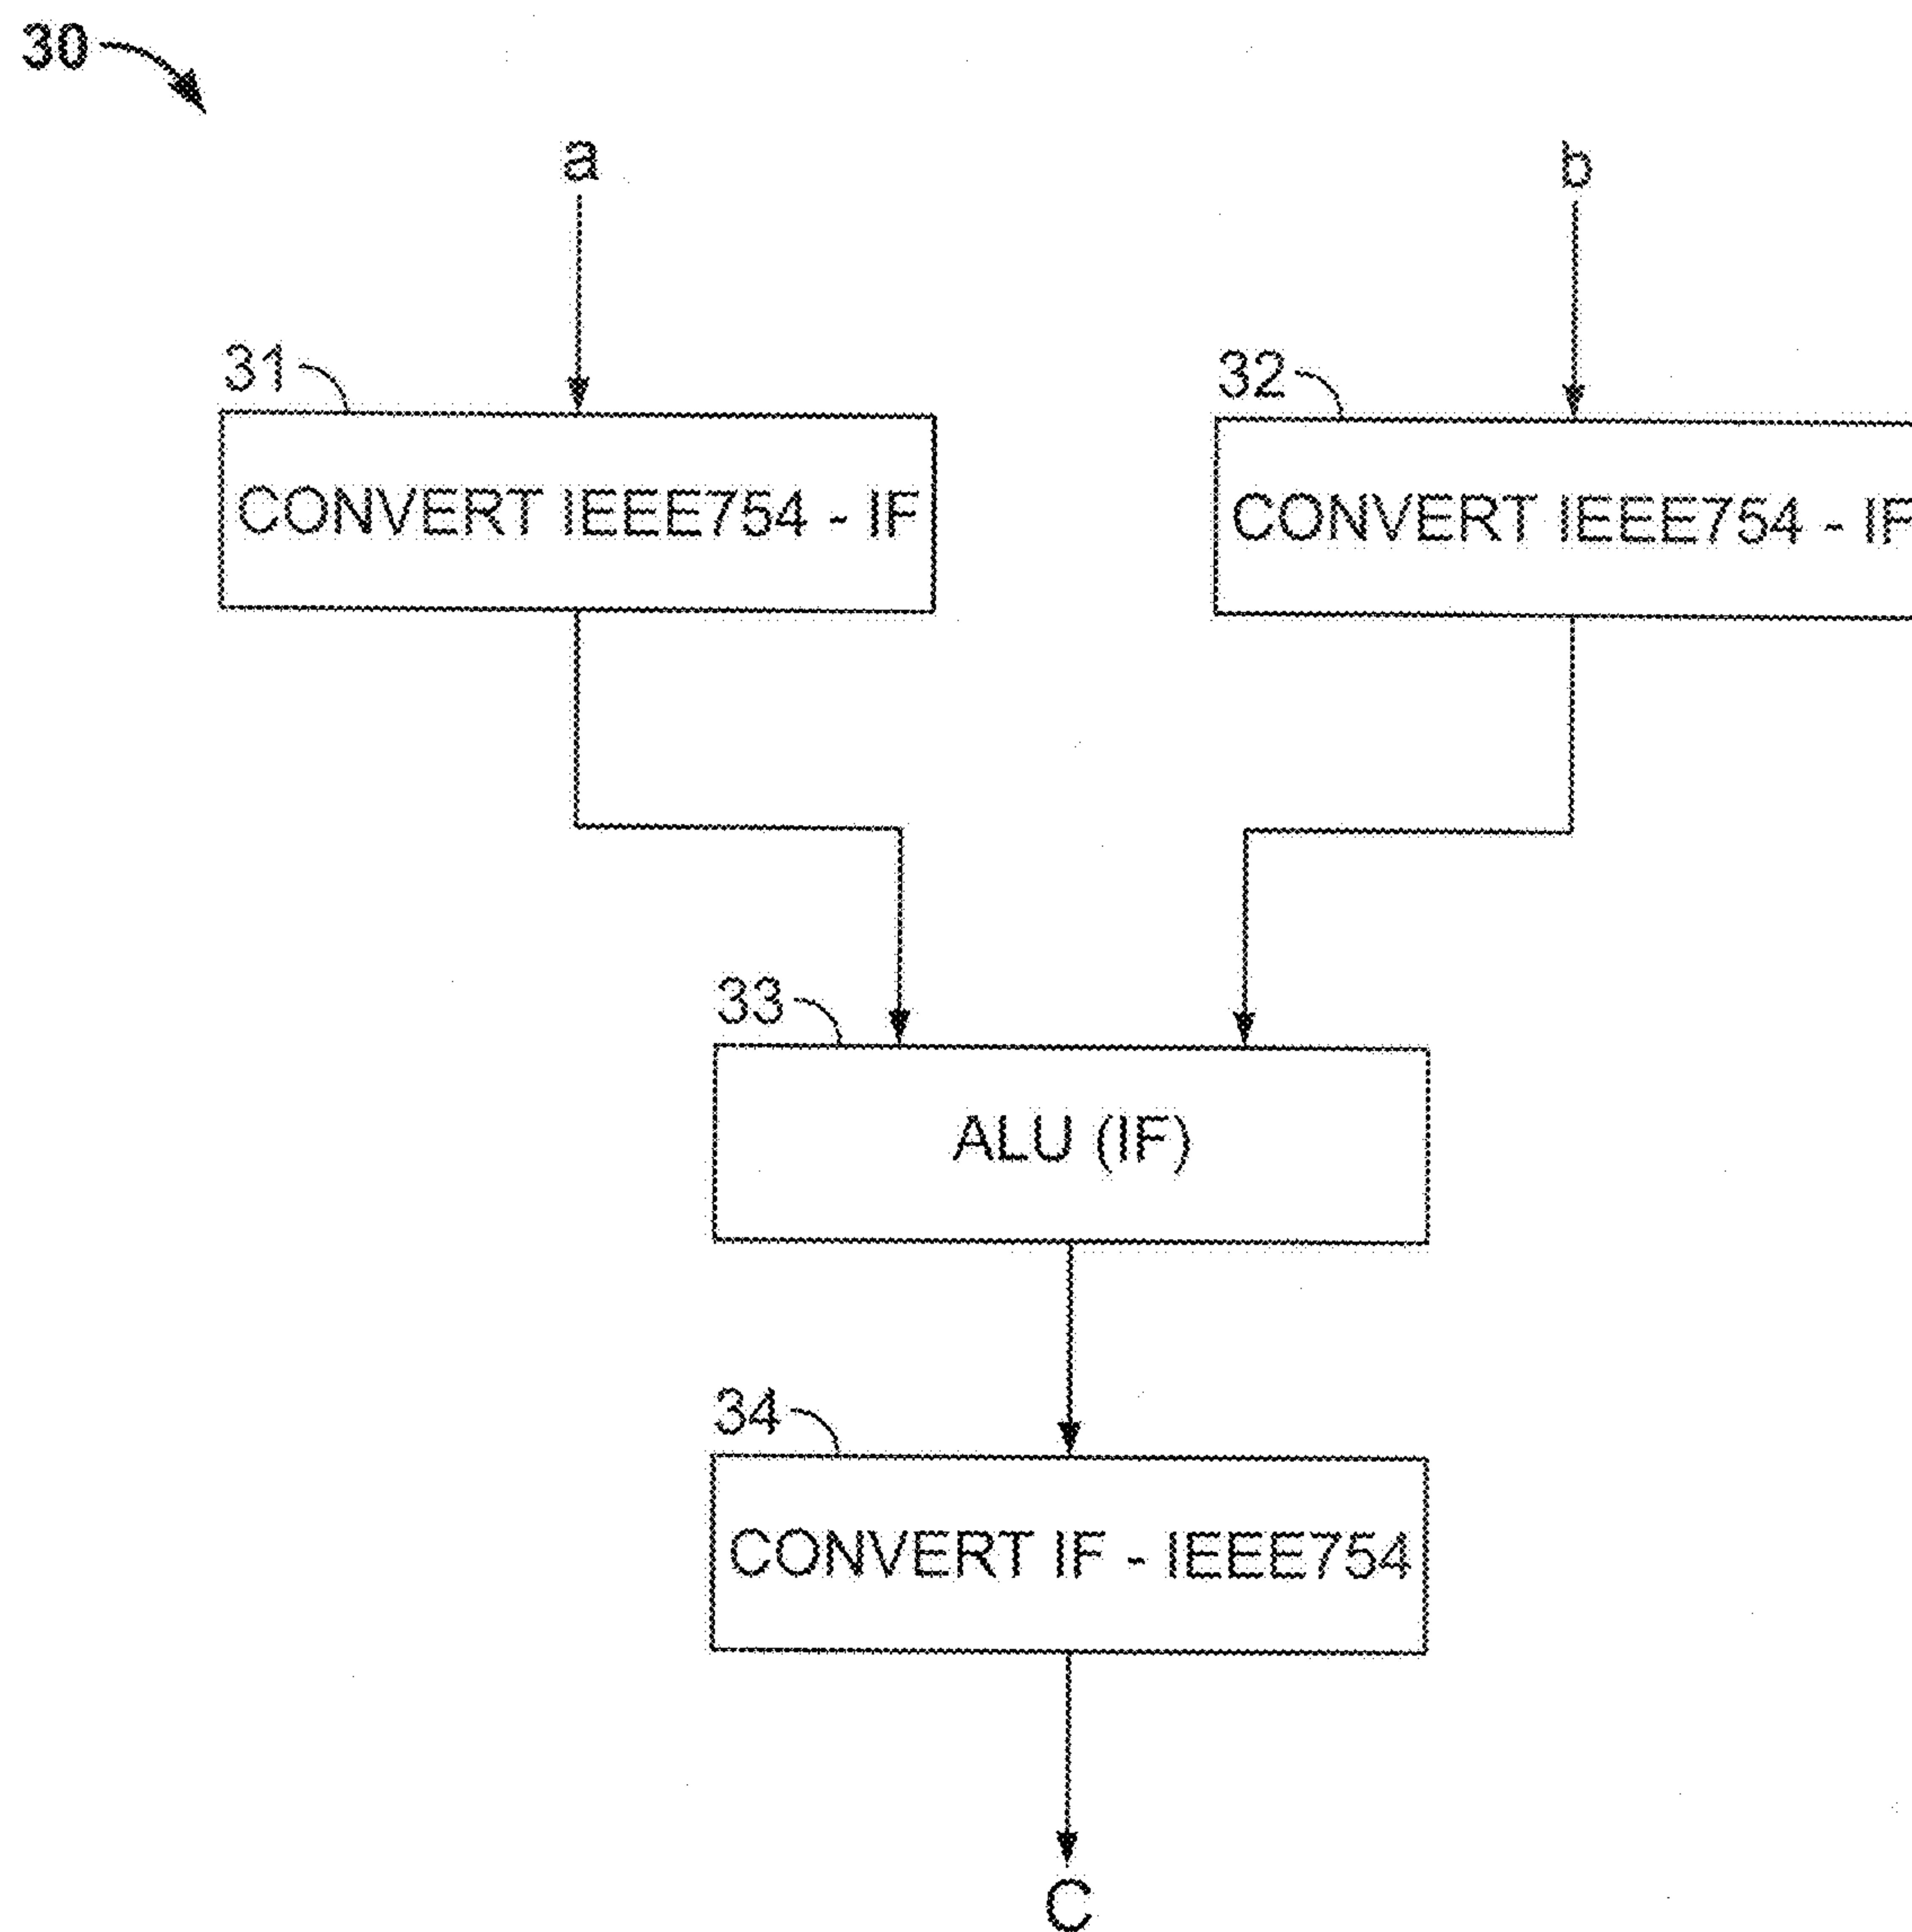 30
a
b
31
32
CONVERT IEEE754 - IF
CONVERT IEEE754 - IF
33
ALU (IF)
34
CONVERT IF - IEEE754
C